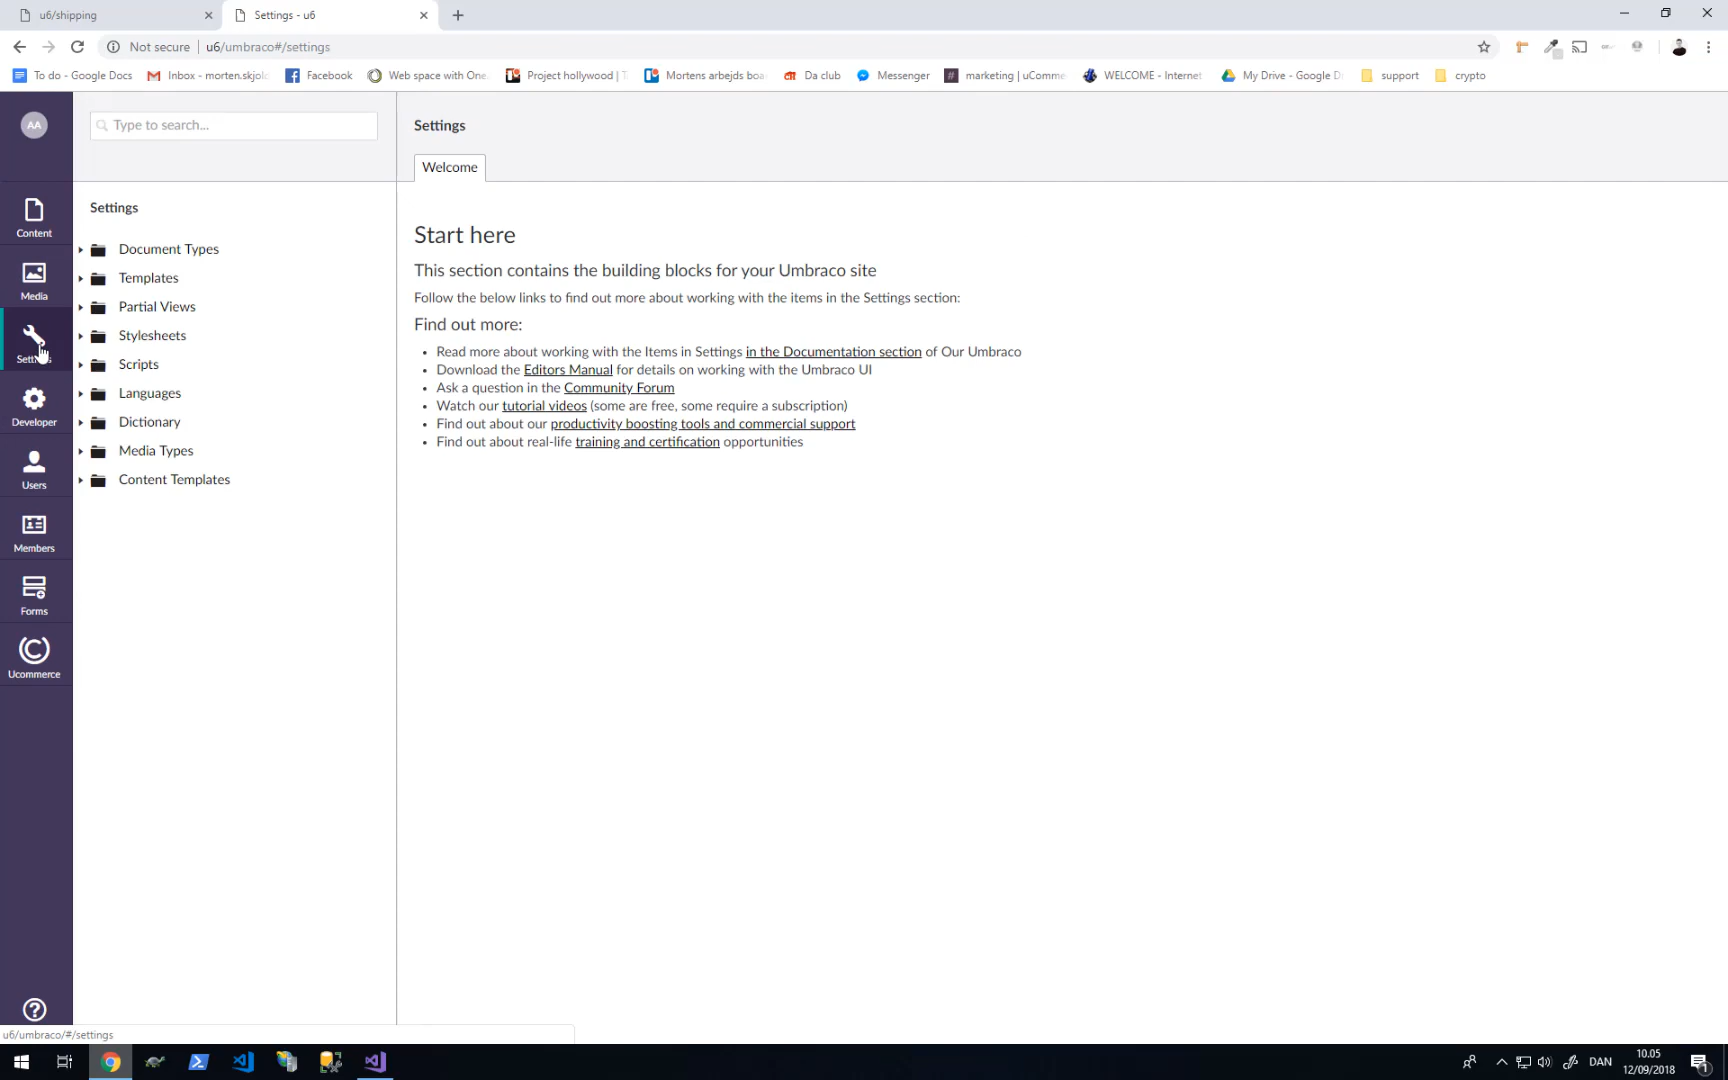 u6/shipping
Settings - u6
Not secure
u6/umbraco#/settings
To do - Google Docs
Inbox - morten.skjold
Facebook
Web space with One.
Project hollywood | T
Mortens arbejds boa
Da club
Messenger
marketing | uComme
WELCOME - Internet
My Drive - Google D
support
crypto
AA
Type to search...
Settings
Welcome
Content
Media
Developer
Users
Members
Forms
Ucommerce
Settings
Document Types
Templates
Partial Views
Stylesheets
Scripts
Languages
Dictionary
Media Types
Content Templates
Start here
This section contains the building blocks for your Umbraco site
Follow the below links to find out more about working with the items in the Settings section:
Find out more:
Read more about working with the Items in Settings in the Documentation section of Our Umbraco
Download the Editors Manual for details on working with the Umbraco UI
Ask a question in the Community Forum
Watch our tutorial videos (some are free, some require a subscription)
Find out about our productivity boosting tools and commercial support
Find out about real-life training and certification opportunities
u6/umbraco/#/settings
DAN
10.05
12/09/2018